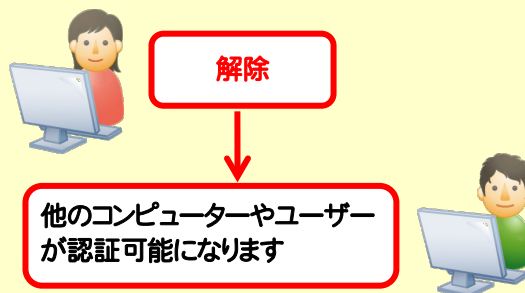 解除
他のコンピューターやユーザー
が認証可能になります